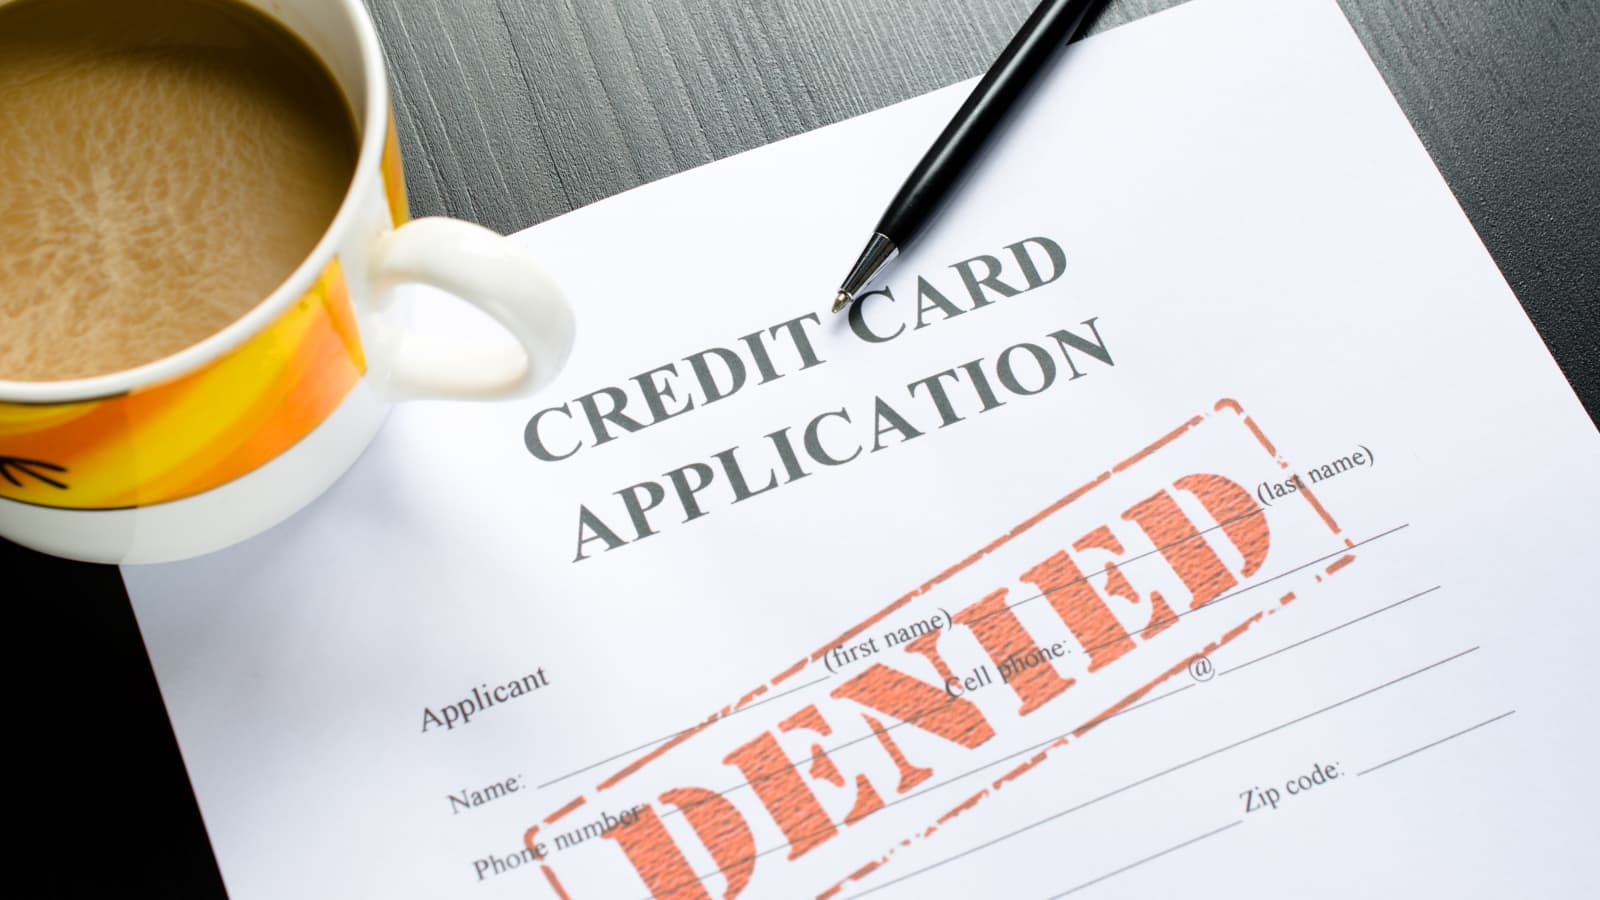 CREDIT CARD
APPLICATION
DENIED
Applicant
Name: (first name) (last name)
Phone number Cell phone:
@
Zip code: